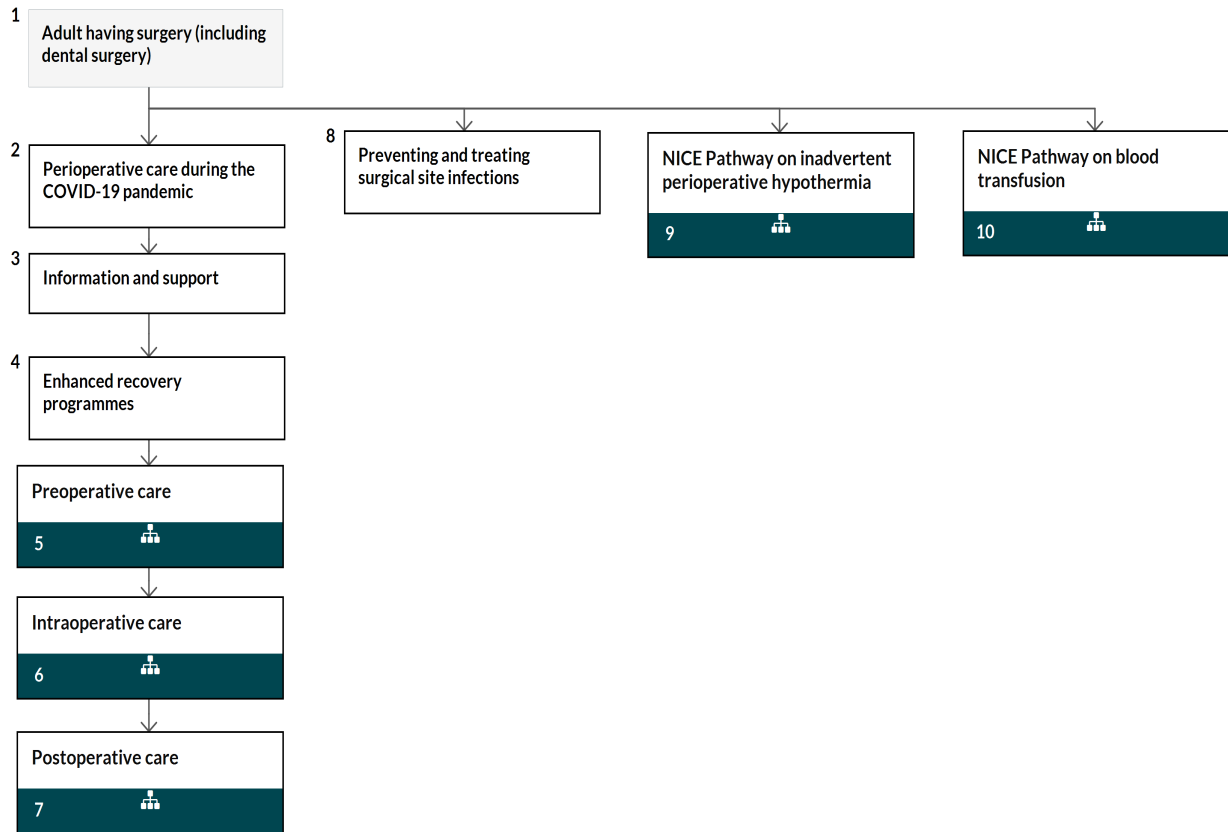 1
Adult having surgery (including
dental surgery)
2
Perioperative care during the
COVID-19 pandemic
3
Information and support
4
Enhanced recovery
programmes
Preoperative care
5
Intraoperative care
6
Postoperative care
7
8
Preventing and treating
surgical site infections
NICE Pathway on inadvertent
perioperative hypothermia
9
NICE Pathway on blood
transfusion
10